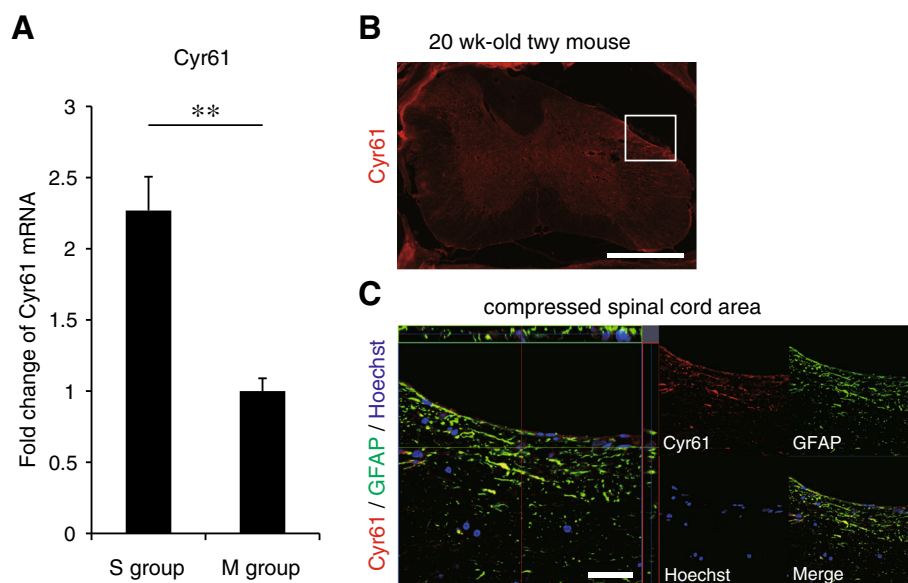 A
Cyr61
**
Fold change of Cyr61 mRNA
3
2.5
2
1.5
1
0.5
0
S group
M group
B
20 wk-old twy mouse
Cyr61
C
compressed spinal cord area
Cyr61 / GFAP / Hoechst
Cyr61
GFAP
Hoechst
Merge